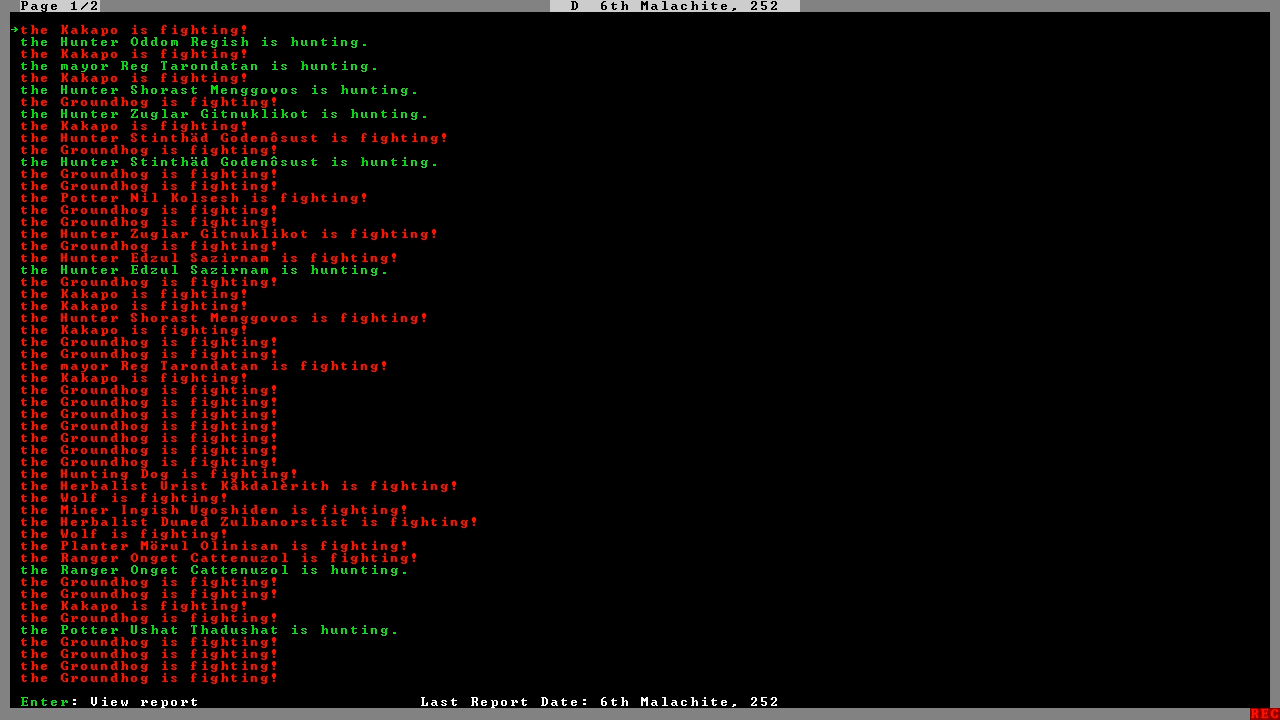 Page 1/2 D 6th Malachite, 252
→the Kakapo is fighting!
the Hunter Oddom Regish is hunting.
the Kakapo is fighting!
the mayor Reg Tarondatan is hunting.
the Kakapo is fighting!
the Hunter Shorast Menggovos is hunting.
the Groundhog is fighting!
the Hunter Zuglar Gitnuklikot is hunting.
the Kakapo is fighting!
the Hunter Stinthäd Godenôsust is fighting!
the Groundhog is fighting!
the Hunter Stinthäd Godenôsust is hunting.
the Groundhog is fighting!
the Groundhog is fighting!
the Potter Nil Kolsesh is fighting!
the Groundhog is fighting!
the Groundhog is fighting!
the Hunter Zuglar Gitnuklikot is fighting!
the Groundhog is fighting!
the Hunter Edzul Sazirnam is fighting!
the Hunter Edzul Sazirnam is hunting.
the Groundhog is fighting!
the Kakapo is fighting!
the Kakapo is fighting!
the Hunter Shorast Menggovos is fighting!
the Kakapo is fighting!
the Groundhog is fighting!
the Groundhog is fighting!
the mayor Reg Tarondatan is fighting!
the Kakapo is fighting!
the Groundhog is fighting!
the Groundhog is fighting!
the Groundhog is fighting!
the Groundhog is fighting!
the Groundhog is fighting!
the Groundhog is fighting!
the Groundhog is fighting!
the Hunting Dog is fighting!
the Herbalist Urist Kåkdalèrith is fighting!
the Wolf is fighting!
the Miner Ingish Ugoshiden is fighting!
the Herbalist Dumed Zulbanorstist is fighting!
the Wolf is fighting!
the Planter Mörul Olinisan is fighting!
the Ranger Onget Cattenuzol is fighting!
the Ranger Onget Cattenuzol is hunting.
the Groundhog is fighting!
the Groundhog is fighting!
the Kakapo is fighting!
the Groundhog is fighting!
the Potter Ushat Thadushat is hunting.
the Groundhog is fighting!
the Groundhog is fighting!
the Groundhog is fighting!
the Groundhog is fighting!
Enter: View report Last Report Date: 6th Malachite, 252
REC